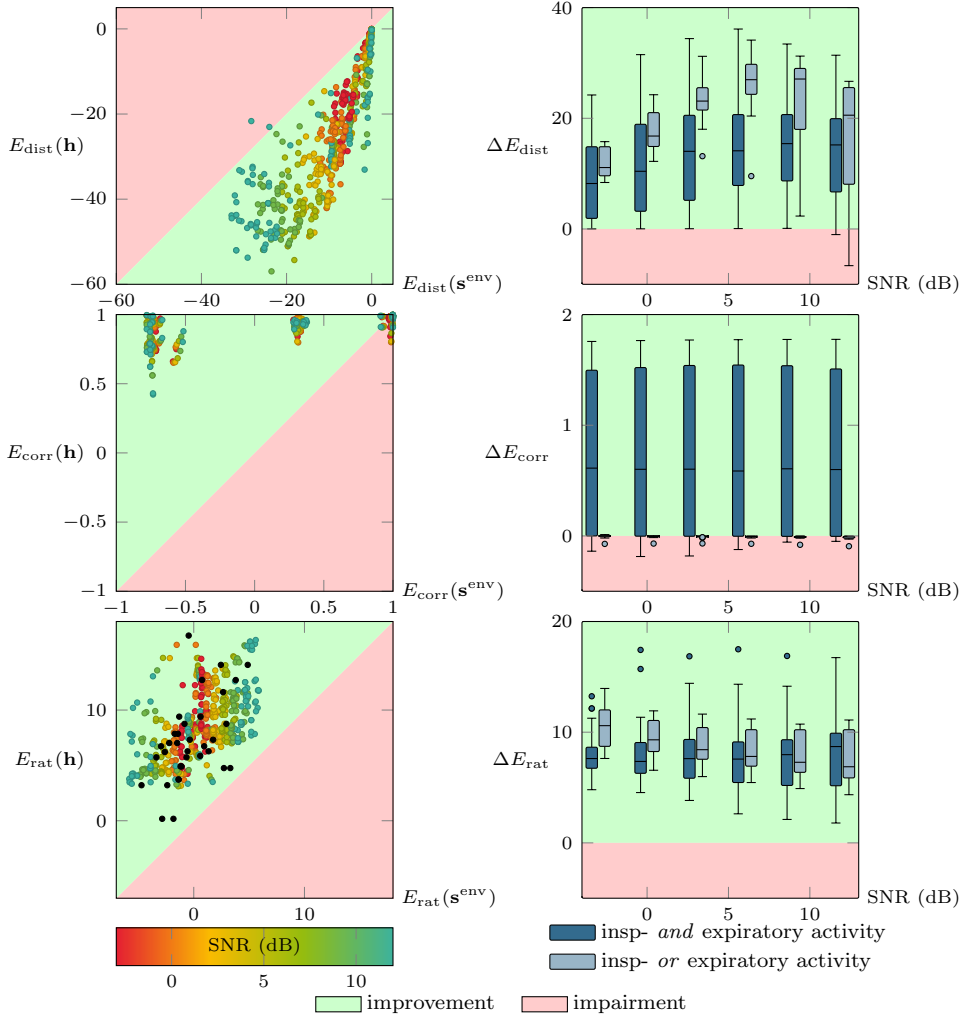 0
−20
−40
−60
E_dist(h)
−60 −40 −20 0
E_dist(s^env)
40
20
0
ΔE_dist
0 5 10
SNR (dB)
1
0.5
0
−0.5
−1
E_corr(h)
−1 −0.5 0 0.5 1
E_corr(s^env)
2
1
0
ΔE_corr
0 5 10
SNR (dB)
10
0
E_rat(h)
0 10
E_rat(s^env)
20
10
0
ΔE_rat
0 5 10
SNR (dB)
SNR (dB)
0 5 10
insp- and expiratory activity
insp- or expiratory activity
improvement impairment